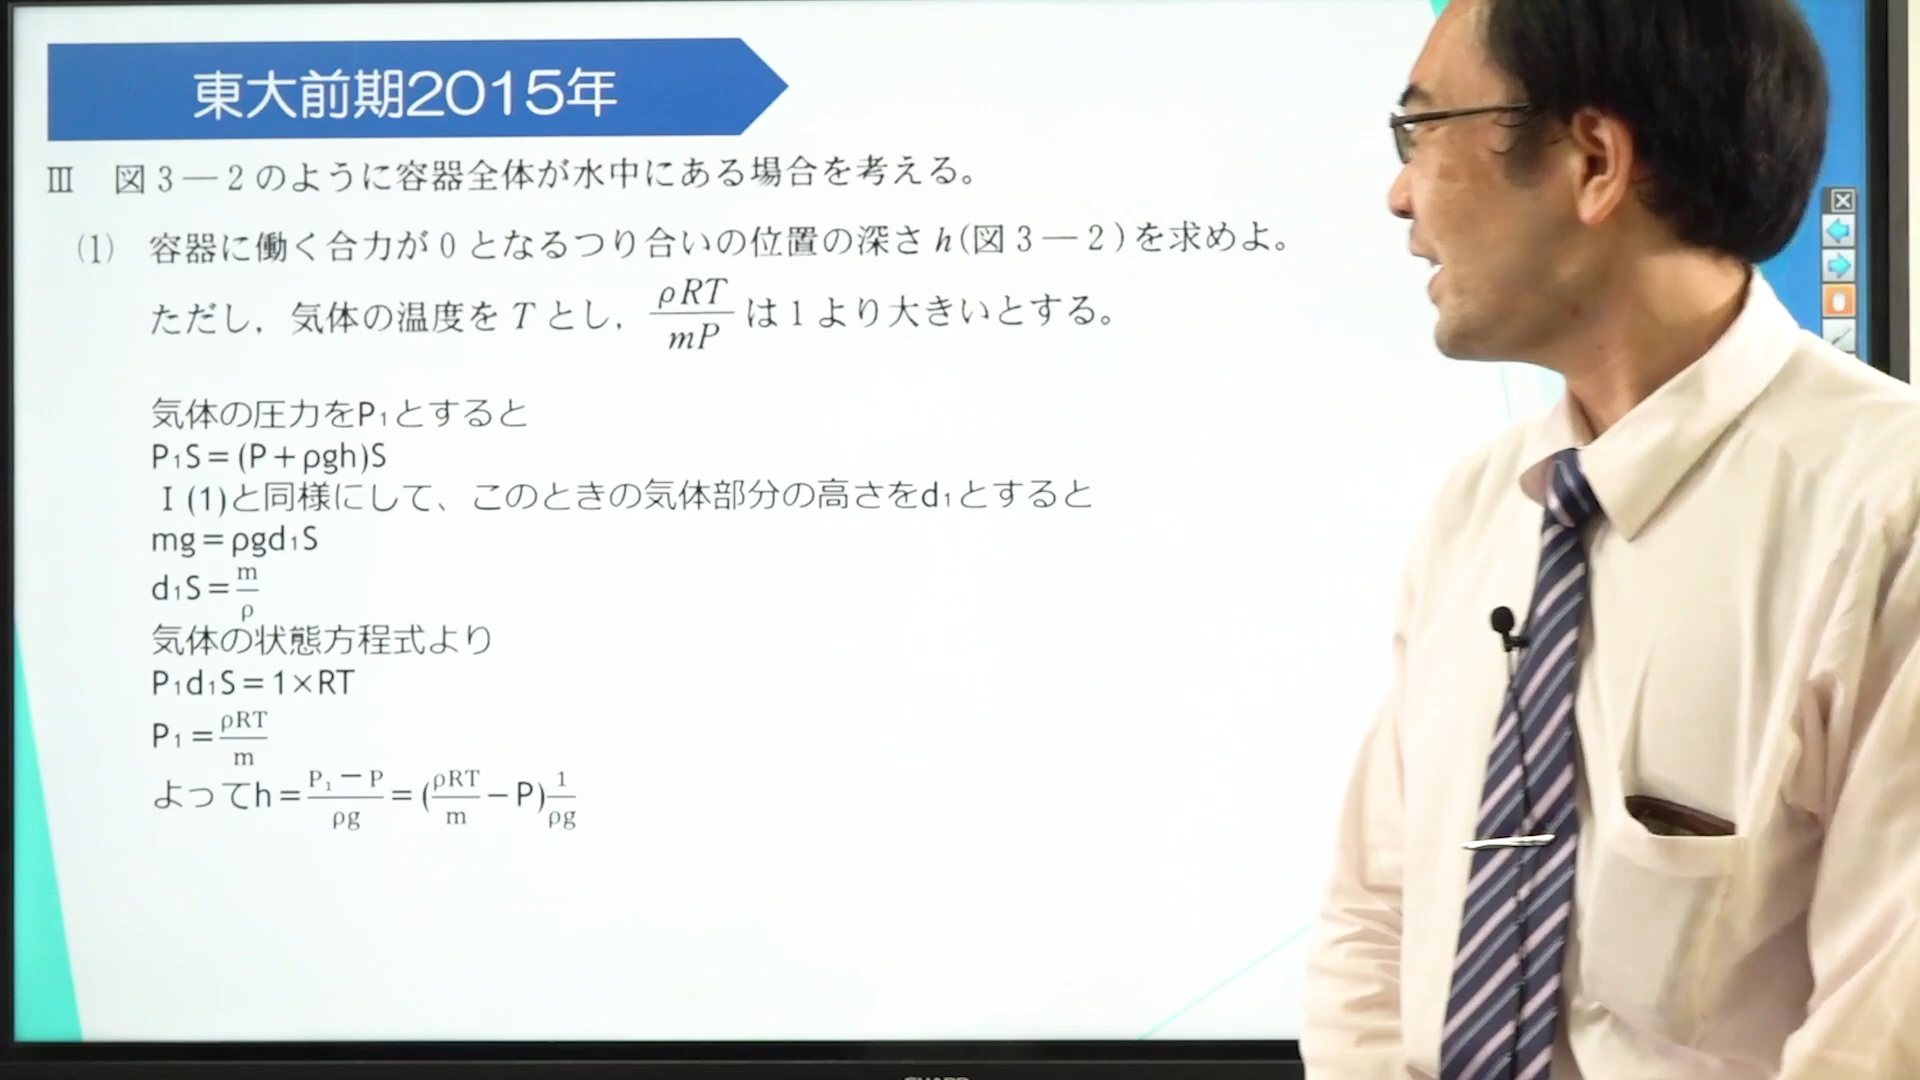 東大前期2015年
Ⅲ 図3―2のように容器全体が水中にある場合を考える。
(1) 容器に働く合力が0となるつり合いの位置の深さh(図3―2)を求めよ。
ただし,気体の温度をTとし,ρRT/mPは1より大きいとする。
気体の圧力をP₁とすると
P₁S=(P+ρgh)S
Ⅰ(1)と同様にして、このときの気体部分の高さをd₁とすると
mg=ρgd₁S
d₁S=m/ρ
気体の状態方程式より
P₁d₁S=1×RT
P₁=ρRT/m
よってh=P₁−P/ρg=(ρRT/m−P)1/ρg